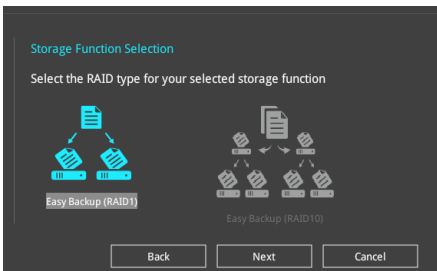 Storage Function Selection
Select the RAID type for your selected storage function
Easy Backup (RAID1)
Easy Backup (RAID10)
Back
Next
Cancel